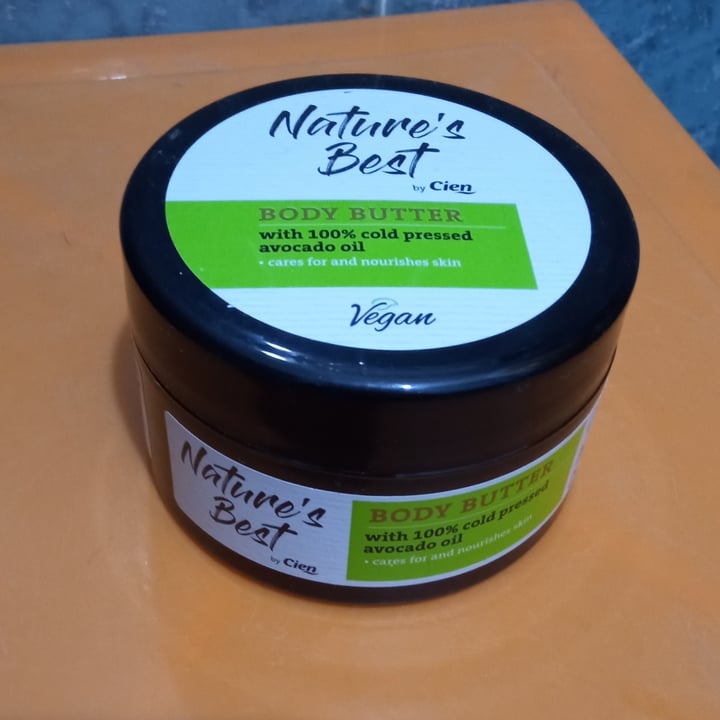 Nature's
Best
by Cien
BODY BUTTER
with 100% cold pressed
avocado oil
• cares for and nourishes skin
Vegan
Nature's
Best
by Cien
BODY BUTTER
with 100% cold pressed
avocado oil
• cares for and nourishes skin